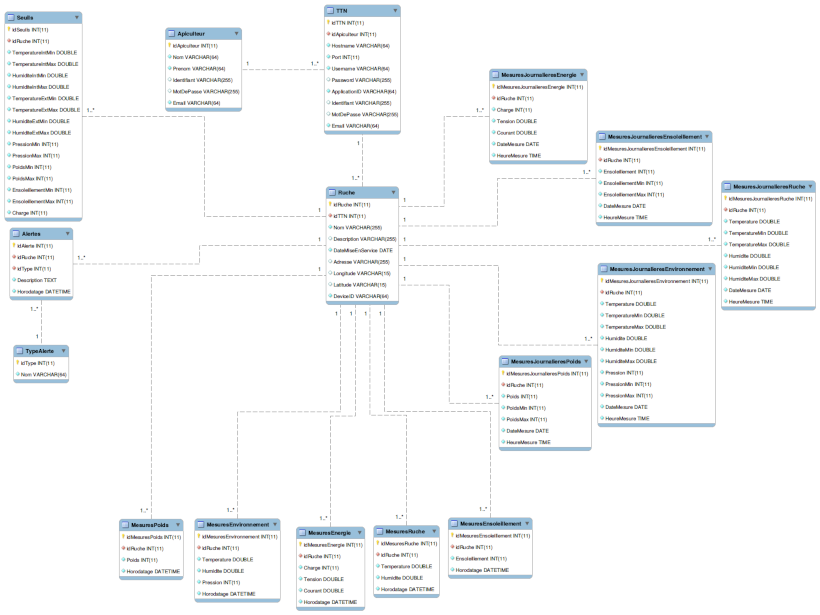 Seuils
idSeuils INT(11)
idRuche INT(11)
TemperatureIntMin DOUBLE
TemperatureIntMax DOUBLE
HumiditeIntMin DOUBLE
HumiditeIntMax DOUBLE
TemperatureExtMin DOUBLE
TemperatureExtMax DOUBLE
HumiditeExtMin DOUBLE
HumiditeExtMax DOUBLE
PressionMin INT(11)
PressionMax INT(11)
PoidsMin INT(11)
PoidsMax INT(11)
EnsoleillementMin INT(11)
EnsoleillementMax INT(11)
Charge INT(11)
1..*
1
Apiculteur
idApiculteur INT(11)
Nom VARCHAR(64)
Prenom VARCHAR(64)
Identifiant VARCHAR(255)
MotDePasse VARCHAR(255)
Email VARCHAR(64)
1
1..*
TTN
idTTN INT(11)
idApiculteur INT(11)
Hostname VARCHAR(64)
Port INT(11)
Username VARCHAR(64)
Password VARCHAR(255)
ApplicationID VARCHAR(64)
Identifiant VARCHAR(255)
MotDePasse VARCHAR(255)
Email VARCHAR(64)
1
1..*
MesuresJournalieresEnergie
idMesuresJournalieresEnergie INT(11)
idRuche INT(11)
Charge INT(11)
Tension DOUBLE
Courant DOUBLE
DateMesure DATE
HeureMesure TIME
1..*
1
MesuresJournalieresEnsoleillement
idMesuresJournalieresEnsoleillement INT(11)
idRuche INT(11)
Ensoleillement INT(11)
EnsoleillementMin INT(11)
EnsoleillementMax INT(11)
DateMesure DATE
HeureMesure TIME
1..*
1
MesuresJournalieresRuche
idMesuresJournalieresRuche INT(11)
idRuche INT(11)
Temperature DOUBLE
TemperatureMin DOUBLE
TemperatureMax DOUBLE
Humidite DOUBLE
HumiditeMin DOUBLE
HumiditeMax DOUBLE
DateMesure DATE
HeureMesure TIME
1..*
1
Ruche
idRuche INT(11)
idTTN INT(11)
Nom VARCHAR(255)
Description VARCHAR(255)
DateMiseEnService DATE
Adresse VARCHAR(255)
Longitude VARCHAR(15)
Latitude VARCHAR(15)
DeviceID VARCHAR(64)
Alertes
idAlerte INT(11)
idRuche INT(11)
idType INT(11)
Description TEXT
Horodatage DATETIME
1..*
1
1..*
1
TypeAlerte
idType INT(11)
Nom VARCHAR(64)
MesuresJournalieresEnvironnement
idMesuresJournalieresEnvironnement INT(11)
idRuche INT(11)
Temperature DOUBLE
TemperatureMin DOUBLE
TemperatureMax DOUBLE
Humidite DOUBLE
HumiditeMin DOUBLE
HumiditeMax DOUBLE
Pression INT(11)
PressionMin INT(11)
PressionMax INT(11)
DateMesure DATE
HeureMesure TIME
1..*
1
MesuresJournalieresPoids
idMesuresJournalieresPoids INT(11)
idRuche INT(11)
Poids INT(11)
PoidsMin INT(11)
PoidsMax INT(11)
DateMesure DATE
HeureMesure TIME
1..*
1
1
1
1
1
1
1..*
1..*
1..*
1..*
1..*
MesuresPoids
idMesuresPoids INT(11)
idRuche INT(11)
Poids INT(11)
Horodatage DATETIME
MesuresEnvironnement
idMesuresEnvironnement INT(11)
idRuche INT(11)
Temperature DOUBLE
Humidite DOUBLE
Pression INT(11)
Horodatage DATETIME
MesuresEnergie
idMesuresEnergie INT(11)
idRuche INT(11)
Charge INT(11)
Tension DOUBLE
Courant DOUBLE
Horodatage DATETIME
MesuresRuche
idMesuresRuche INT(11)
idRuche INT(11)
Temperature DOUBLE
Humidite DOUBLE
Horodatage DATETIME
MesuresEnsoleillement
idMesuresEnsoleillement INT(11)
idRuche INT(11)
Ensoleillement INT(11)
Horodatage DATETIME